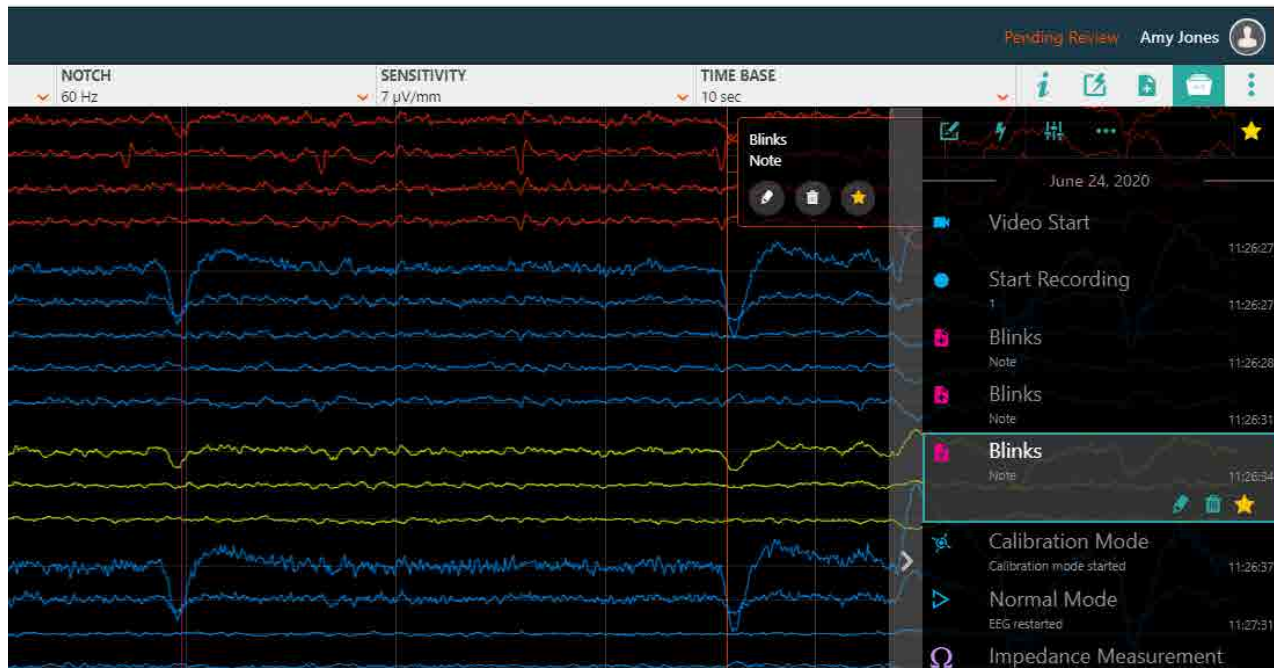 Pending Review Amy Jones
NOTCH SENSITIVITY TIME BASE
60 Hz 7 µV/mm 10 sec
Blinks
Note
June 24, 2020
Video Start
11:26:27
Start Recording
1 11:26:27
Blinks
Note 11:26:28
Blinks
Note 11:26:31
Blinks
Note 11:26:34
Calibration Mode
Calibration mode started 11:26:37
Normal Mode
EEG restarted 11:27:31
Ω Impedance Measurement